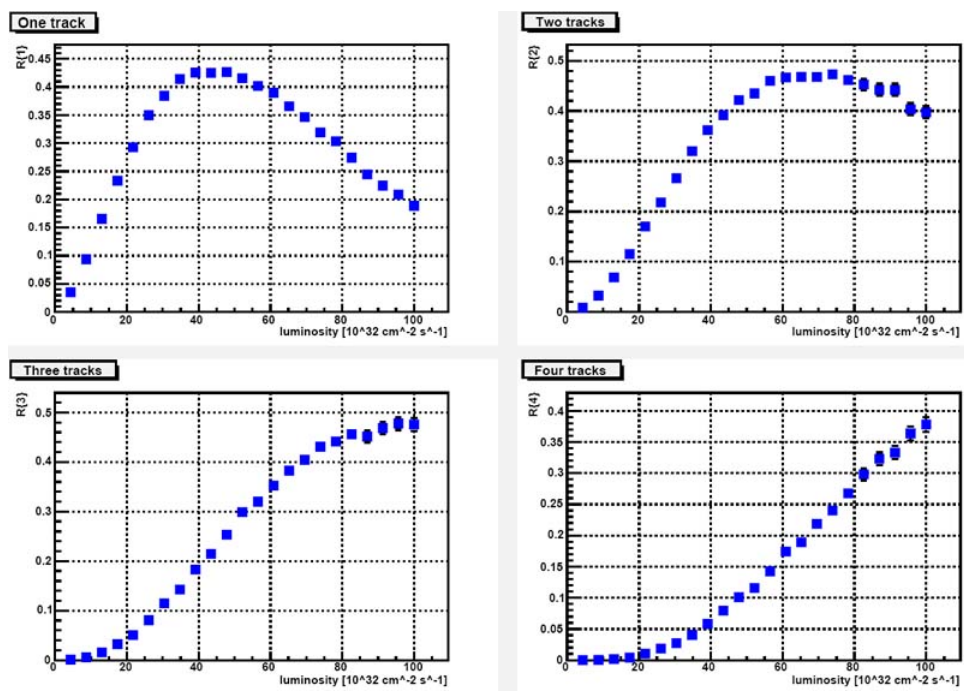 One track
R{1}
0.45
0.4
0.35
0.3
0.25
0.2
0.15
0.1
0.05
0
0 20 40 60 80 100
luminosity [10^32 cm^-2 s^-1]
Two tracks
R{2}
0.5
0.4
0.3
0.2
0.1
0
0 20 40 60 80 100
luminosity [10^32 cm^-2 s^-1]
Three tracks
R{3}
0.5
0.4
0.3
0.2
0.1
0
0 20 40 60 80 100
luminosity [10^32 cm^-2 s^-1]
Four tracks
R{4}
0.4
0.35
0.3
0.25
0.2
0.15
0.1
0.05
0
0 20 40 60 80 100
luminosity [10^32 cm^-2 s^-1]